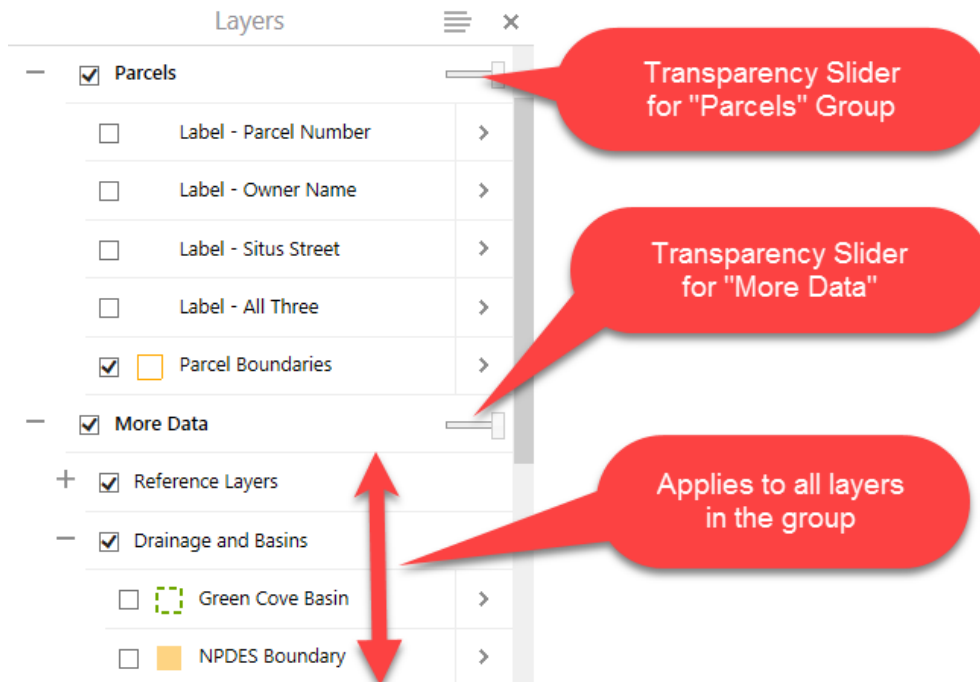 Layers
Parcels
Transparency Slider
for "Parcels" Group
Label - Parcel Number
Label - Owner Name
Label - Situs Street
Label - All Three
Parcel Boundaries
Transparency Slider
for "More Data"
More Data
Reference Layers
Drainage and Basins
Green Cove Basin
NPDES Boundary
Applies to all layers
in the group